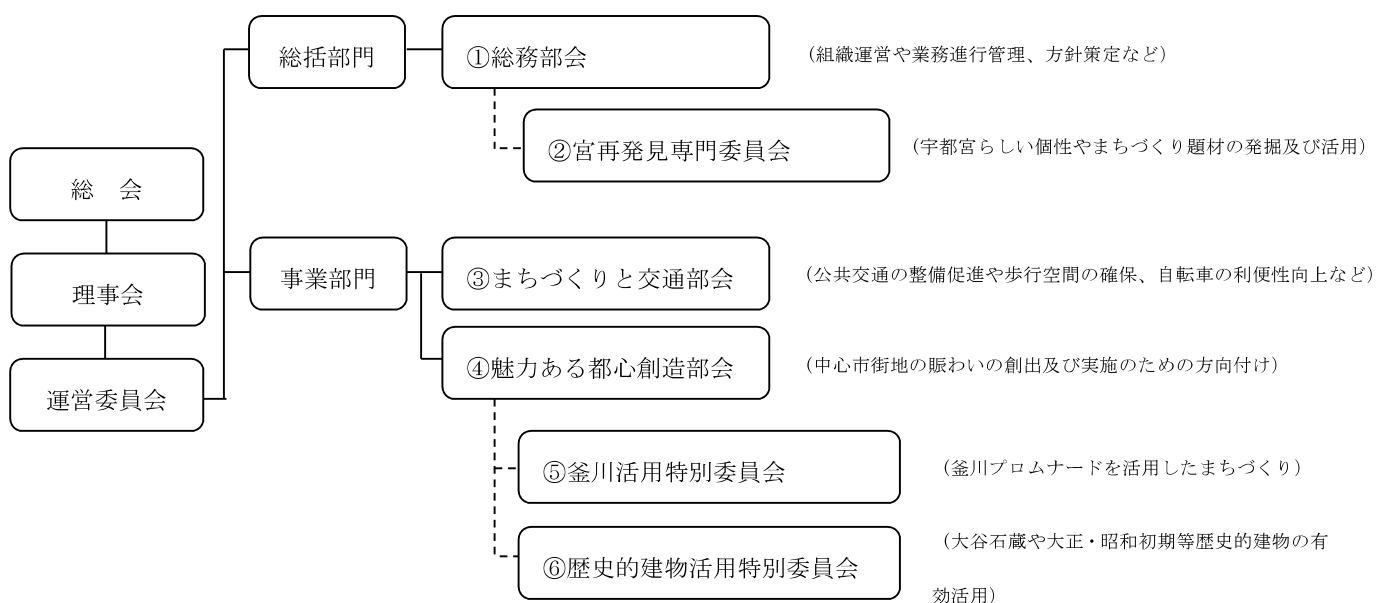 総括部門
①総務部会
（組織運営や業務進行管理、方針策定など）
②宮再発見専門委員会
（宇都宮らしい個性やまちづくり題材の発掘及び活用）
総　会
理事会
運営委員会
事業部門
③まちづくりと交通部会
（公共交通の整備促進や歩行空間の確保、自転車の利便性向上など）
④魅力ある都心創造部会
（中心市街地の賑わいの創出及び実施のための方向付け）
⑤釜川活用特別委員会
（釜川プロムナードを活用したまちづくり）
⑥歴史的建物活用特別委員会
（大谷石蔵や大正・昭和初期等歴史的建物の有
効活用）